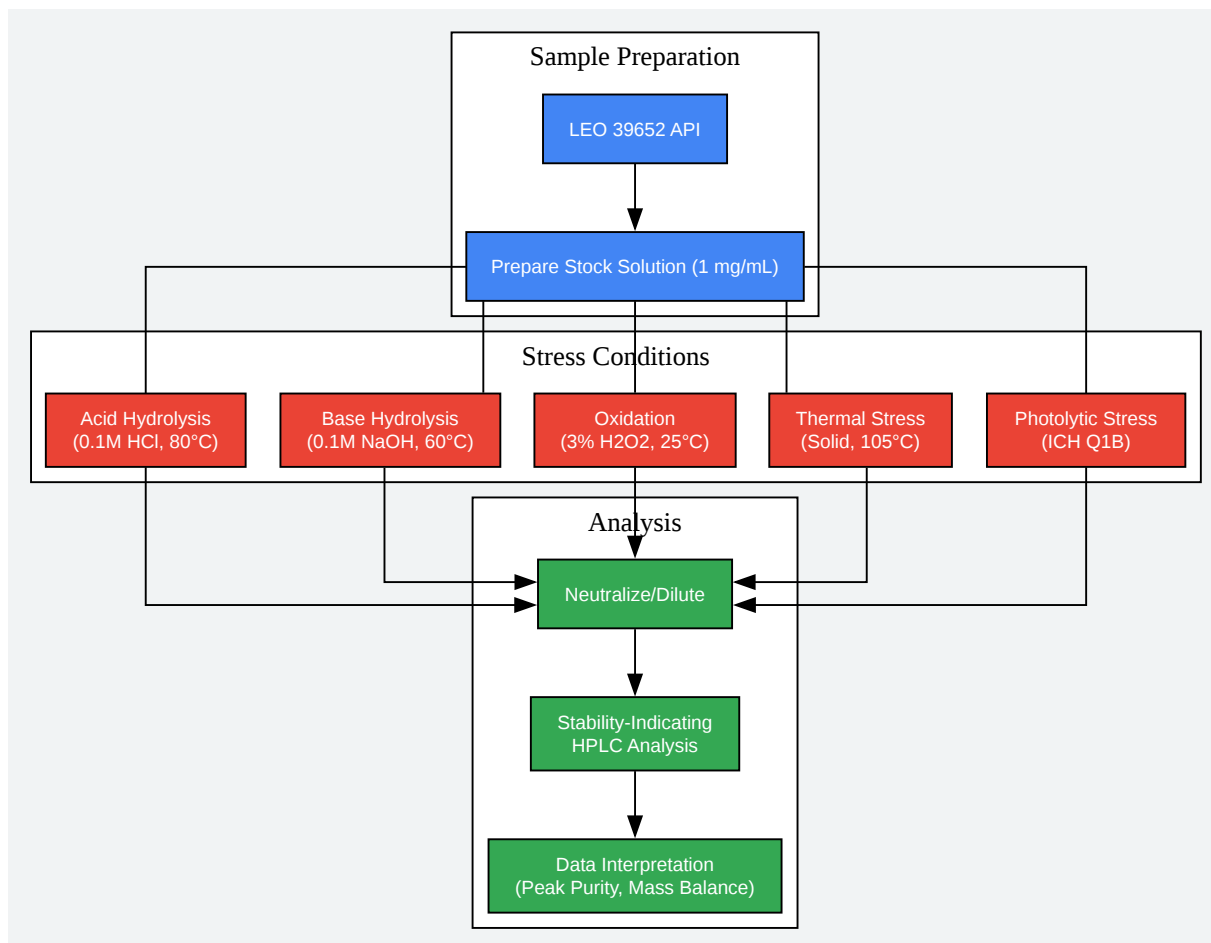 Sample Preparation
LEO 39652 API
Prepare Stock Solution (1 mg/mL)
Stress Conditions
Acid Hydrolysis
(0.1M HCl, 80°C)
Base Hydrolysis
(0.1M NaOH, 60°C)
Oxidation
(3% H2O2, 25°C)
Thermal Stress
(Solid, 105°C)
Photolytic Stress
(ICH Q1B)
Analysis
Neutralize/Dilute
Stability-Indicating
HPLC Analysis
Data Interpretation
(Peak Purity, Mass Balance)